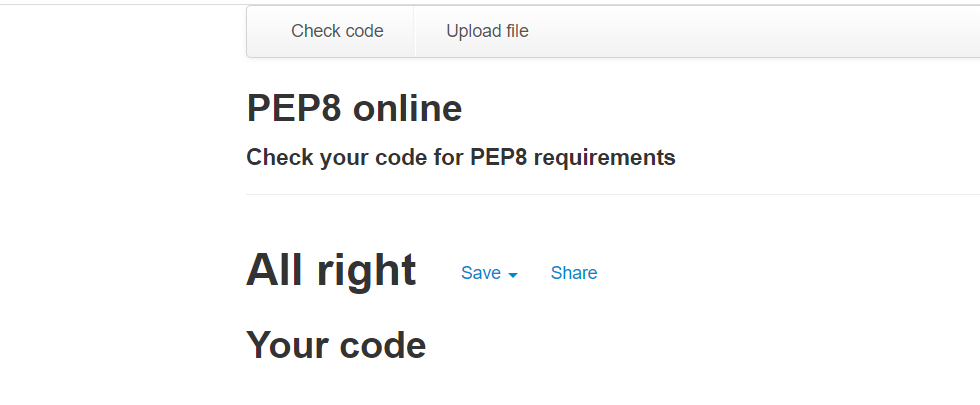 Check code Upload file
PEP8 online
Check your code for PEP8 requirements
All right Save Share
Your code